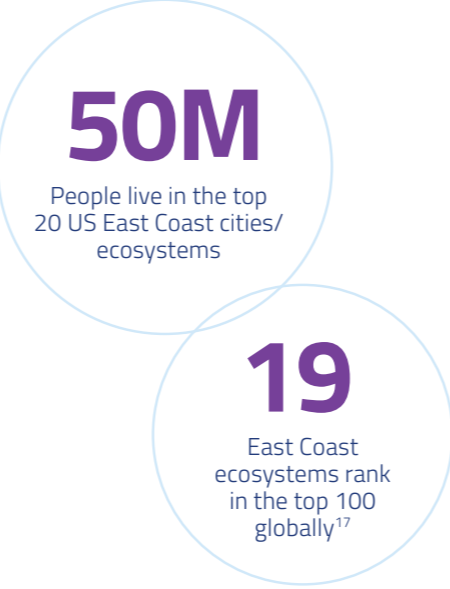 50M
People live in the top
20 US East Coast cities/
ecosystems
19
East Coast
ecosystems rank
in the top 100
globally17